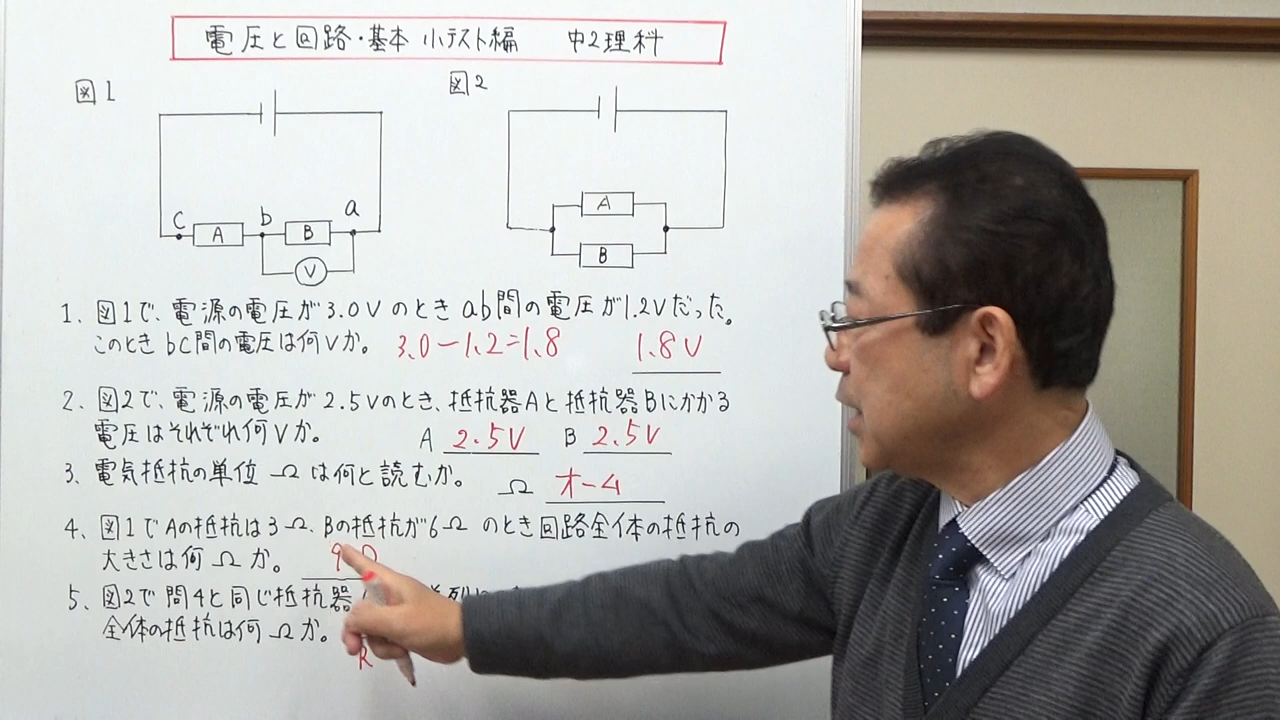 電圧と回路・基本 小テスト編 中2理科
図1
図2
C
A
b
B
a
V
A
B
1、図1で、電源の電圧が3.0Vのときab間の電圧が1.2Vだった。
このときbC間の電圧は何Vか。 3.0-1.2=1.8 1.8V
2、図2で、電源の電圧が2.5Vのとき、抵抗器Aと抵抗器Bにかかる
電圧はそれぞれ何Vか。 A 2.5V B 2.5V
3、電気抵抗の単位 Ω は何と読むか。 Ω オーム
4、図1でAの抵抗は3Ω、Bの抵抗が6Ω のとき回路全体の抵抗の
大きさは何Ωか。 9Ω
5、図2で問4と同じ抵抗器
全体の抵抗は何Ωか。
R